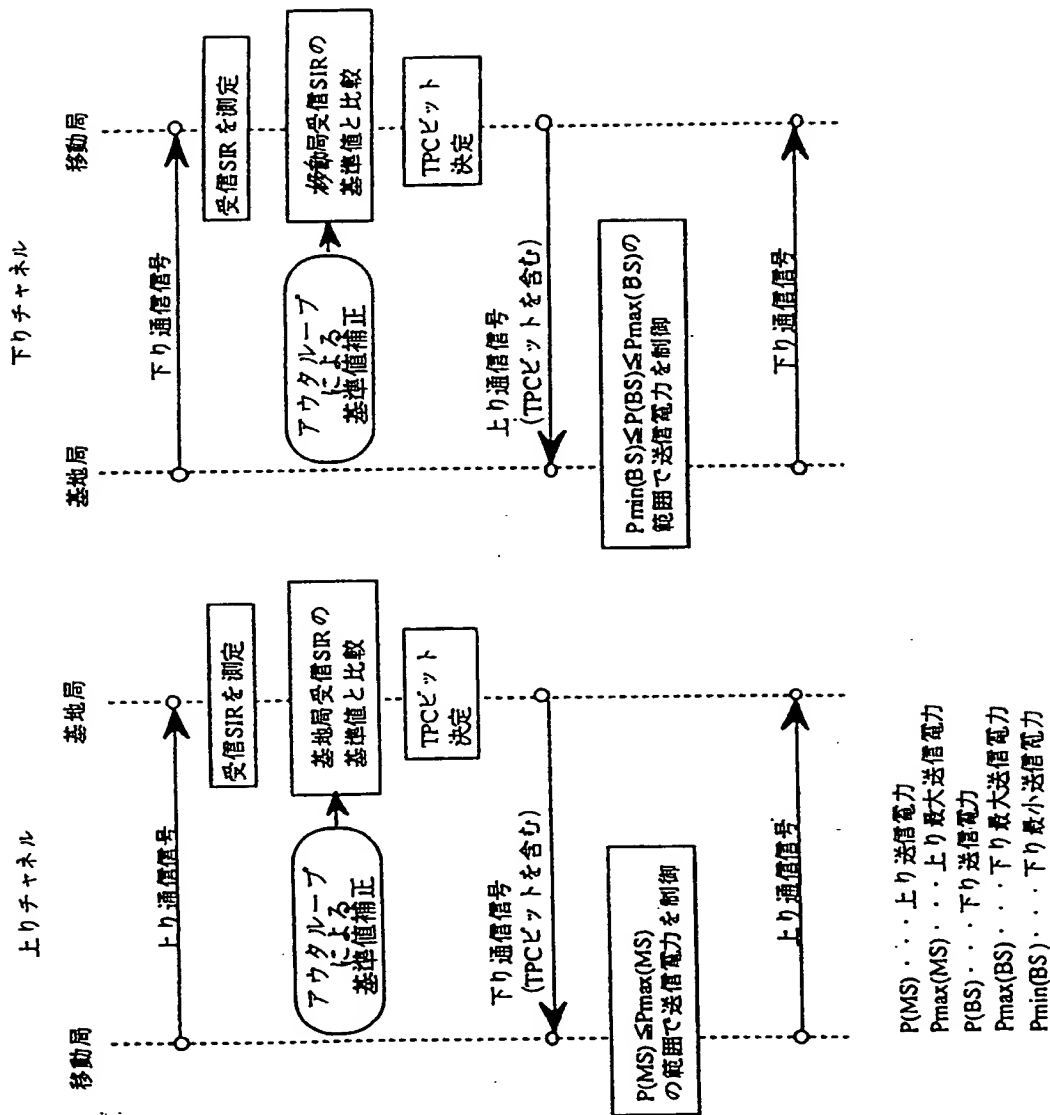 上りチャネル
移動局
基地局
上り通信信号
受信SIRを測定
アウタループ
による
基準値補正
基地局受信SIRの
基準値と比較
TPCビット
決定
下り通信信号
(TPCビットを含む)
P(MS)≦Pmax(MS)
の範囲で送信電力を制御
上り通信信号
下りチャネル
基地局
移動局
下り通信信号
受信SIRを測定
アウタループ
による
基準値補正
移動局受信SIRの
基準値と比較
TPCビット
決定
上り通信信号
(TPCビットを含む)
Pmin(BS)≦P(BS)≦Pmax(BS)の
範囲で送信電力を制御
下り通信信号
P(MS)・・・上り送信電力
Pmax(MS)・・・上り最大送信電力
P(BS)・・・下り送信電力
Pmax(BS)・・・下り最大送信電力
Pmin(BS)・・・下り最小送信電力